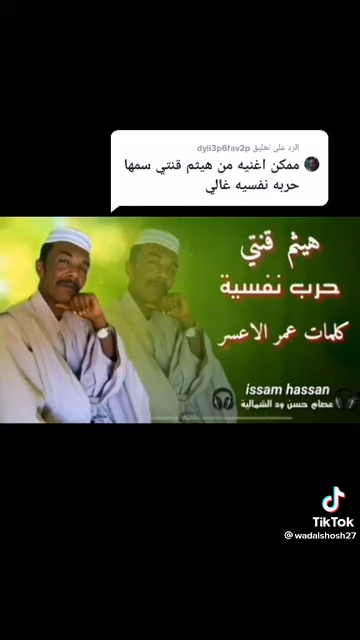 الرد على تعليق dyli3p6fav2p
ممكن اغنيه من هيثم قنتي سمها
حربه نفسيه غالي
هيثم قنتي
حرب نفسية
كلمات عمر الاعسر
issam hassan
عصام حسن ود الشمالية
TikTok
@wadalshosh27